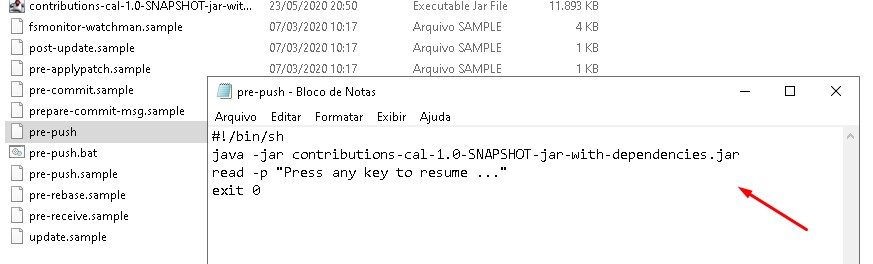 contributions-cal-1.0-SNAPSHOT-jar-wit... 23/05/2020 20:50 Executable Jar File 11.893 KB
fsmonitor-watchman.sample 07/03/2020 10:17 Arquivo SAMPLE 4 KB
post-update.sample 07/03/2020 10:17 Arquivo SAMPLE 1 KB
pre-applypatch.sample 07/03/2020 10:17 Arquivo SAMPLE 1 KB
pre-commit.sample
prepare-commit-msg.sample
pre-push
pre-push.bat
pre-push.sample
pre-rebase.sample
pre-receive.sample
update.sample
pre-push - Bloco de Notas
Arquivo Editar Formatar Exibir Ajuda
#!/bin/sh
java -jar contributions-cal-1.0-SNAPSHOT-jar-with-dependencies.jar
read -p "Press any key to resume ..."
exit 0